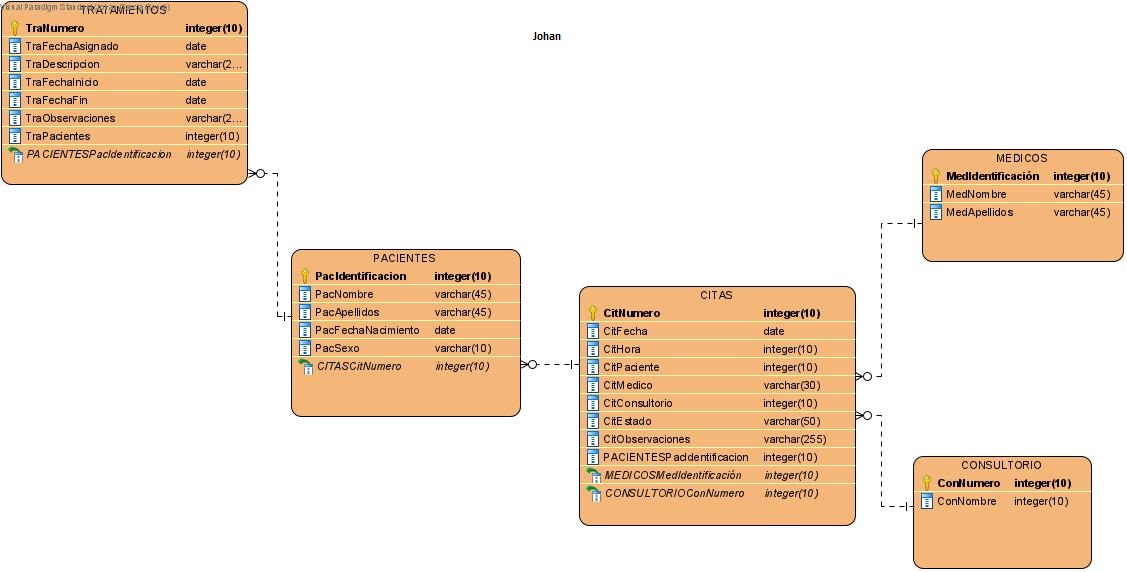 TRATAMIENTOS
TraNumero integer(10)
TraFechaAsignado date
TraDescripcion varchar(2...
TraFechaInicio date
TraFechaFin date
TraObservaciones varchar(2...
TraPacientes integer(10)
PACIENTESPacIdentificacion integer(10)
Johan
MEDICOS
MedIdentificación integer(10)
MedNombre varchar(45)
MedApellidos varchar(45)
PACIENTES
PacIdentificacion integer(10)
PacNombre varchar(45)
PacApellidos varchar(45)
PacFechaNacimiento date
PacSexo varchar(10)
CITASCitNumero integer(10)
CITAS
CitNumero integer(10)
CitFecha date
CitHora integer(10)
CitPaciente integer(10)
CitMedico varchar(30)
CitConsultorio integer(10)
CitEstado varchar(50)
CitObservaciones varchar(255)
PACIENTESPacIdentificacion integer(10)
MEDICOSMedIdentificación integer(10)
CONSULTORIOConNumero integer(10)
CONSULTORIO
ConNumero integer(10)
ConNombre integer(10)